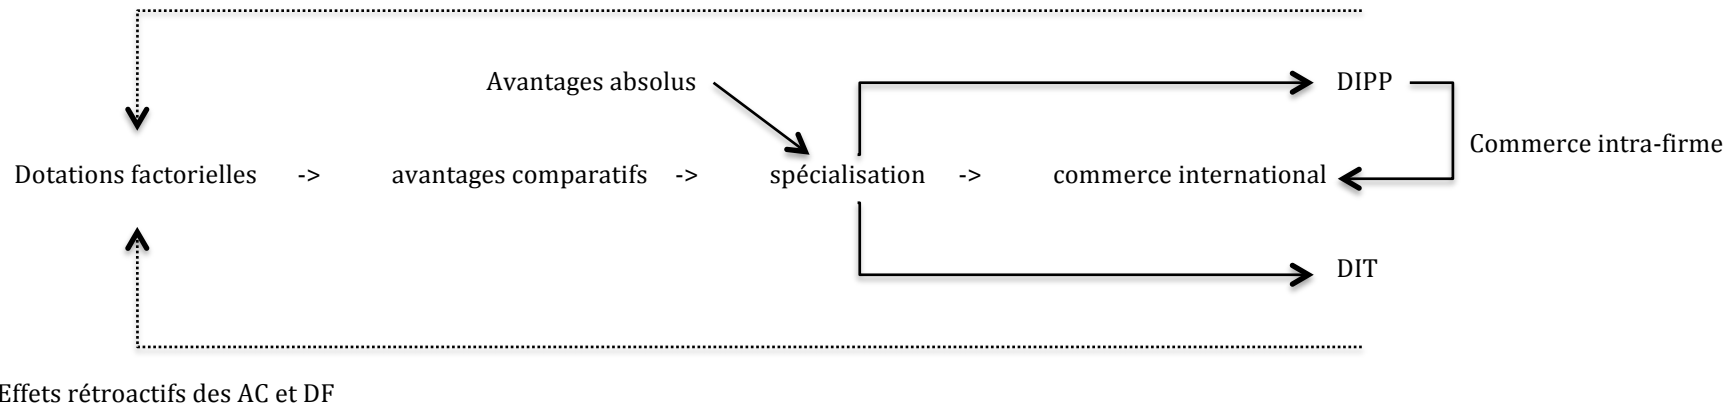 Avantages absolus
DIPP
Commerce intra-firme
Dotations factorielles -> avantages comparatifs -> spécialisation -> commerce international
DIT
Effets rétroactifs des AC et DF